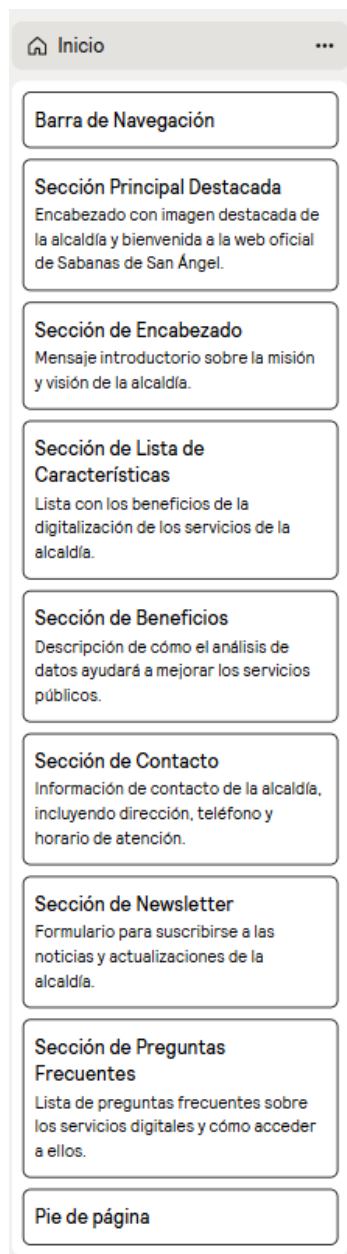 Inicio
Barra de Navegación
Sección Principal Destacada
Encabezado con imagen destacada de
la alcaldía y bienvenida a la web oficial
de Sabanas de San Ángel.
Sección de Encabezado
Mensaje introductorio sobre la misión
y visión de la alcaldía.
Sección de Lista de
Características
Lista con los beneficios de la
digitalización de los servicios de la
alcaldía.
Sección de Beneficios
Descripción de cómo el análisis de
datos ayudará a mejorar los servicios
públicos.
Sección de Contacto
Información de contacto de la alcaldía,
incluyendo dirección, teléfono y
horario de atención.
Sección de Newsletter
Formulario para suscribirse a las
noticias y actualizaciones de la
alcaldía.
Sección de Preguntas
Frecuentes
Lista de preguntas frecuentes sobre
los servicios digitales y cómo acceder
a ellos.
Pie de página